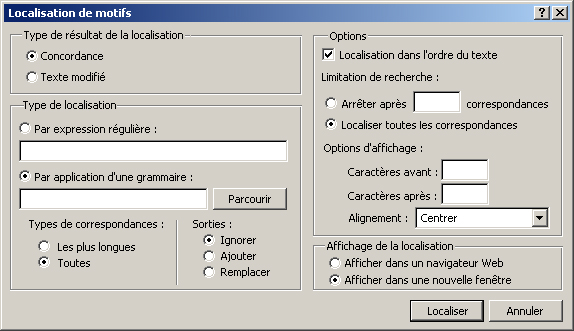 Localisation de motifs
Type de résultat de la localisation
Concordance
Texte modifié
Type de localisation
Par expression régulière :
Par application d'une grammaire :
Parcourir
Types de correspondances :
Les plus longues
Toutes
Sorties :
Ignorer
Ajouter
Remplacer
Options
Localisation dans l'ordre du texte
Limitation de recherche :
Arrêter après correspondances
Localiser toutes les correspondances
Options d'affichage :
Caractères avant :
Caractères après :
Alignement : Centrer
Affichage de la localisation
Afficher dans un navigateur Web
Afficher dans une nouvelle fenêtre
Localiser
Annuler